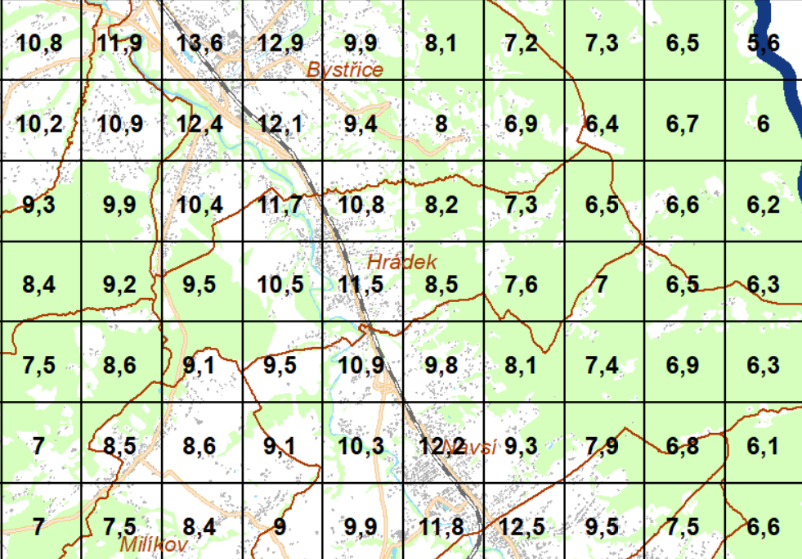 10,8 11,9 13,6 12,9 9,9 8,1 7,2 7,3 6,5 5,6
Bystřice
10,2 10,9 12,4 12,1 9,4 8 6,9 6,4 6,7 6
9,3 9,9 10,4 11,7 10,8 8,2 7,3 6,5 6,6 6,2
Hrádek
8,4 9,2 9,5 10,5 11,5 8,5 7,6 7 6,5 6,3
7,5 8,6 9,1 9,5 10,9 9,8 8,1 7,4 6,9 6,3
7 8,5 8,6 9,1 10,3 12,2 9,3 7,9 6,8 6,1
Návsí
7 7,5 8,4 9 9,9 11,8 12,5 9,5 7,5 6,6
Milíkov